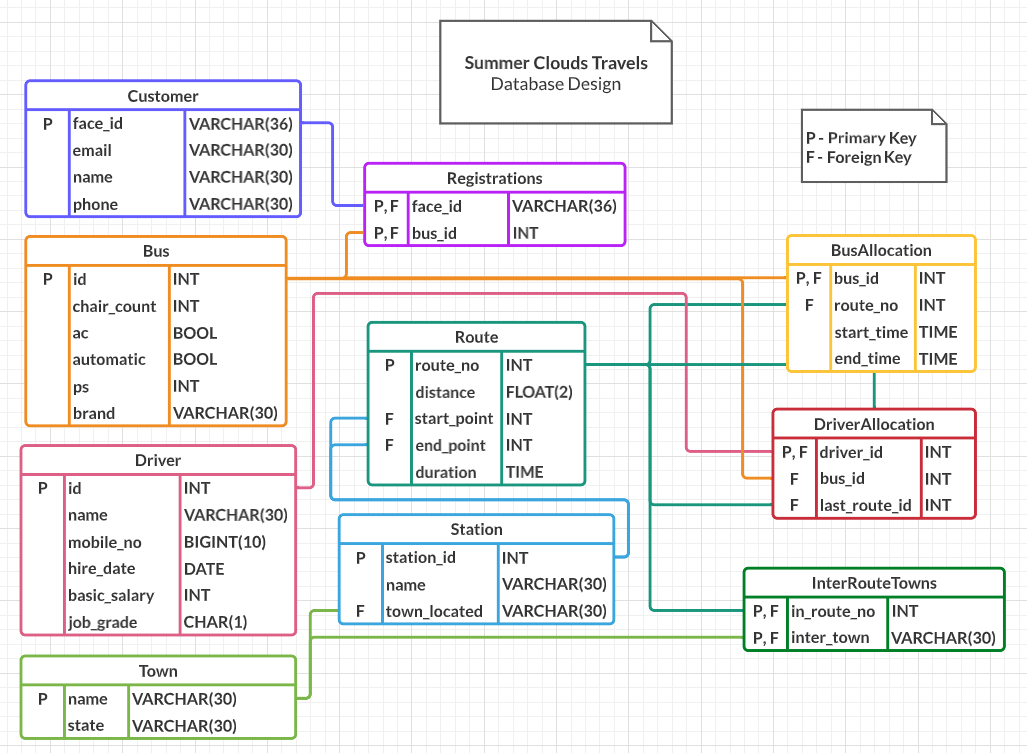 Summer Clouds Travels
Database Design
P - Primary Key
F - Foreign Key
Customer
P face_id VARCHAR(36)
email VARCHAR(30)
name VARCHAR(30)
phone VARCHAR(30)
Registrations
P, F face_id VARCHAR(36)
P, F bus_id INT
Bus
P id INT
chair_count INT
ac BOOL
automatic BOOL
ps INT
brand VARCHAR(30)
BusAllocation
P, F bus_id INT
F route_no INT
start_time TIME
end_time TIME
Route
P route_no INT
distance FLOAT(2)
F start_point INT
F end_point INT
duration TIME
DriverAllocation
P, F driver_id INT
F bus_id INT
F last_route_id INT
Driver
P id INT
name VARCHAR(30)
mobile_no BIGINT(10)
hire_date DATE
basic_salary INT
job_grade CHAR(1)
Station
P station_id INT
name VARCHAR(30)
F town_located VARCHAR(30)
InterRouteTowns
P, F in_route_no INT
P, F inter_town VARCHAR(30)
Town
P name VARCHAR(30)
state VARCHAR(30)